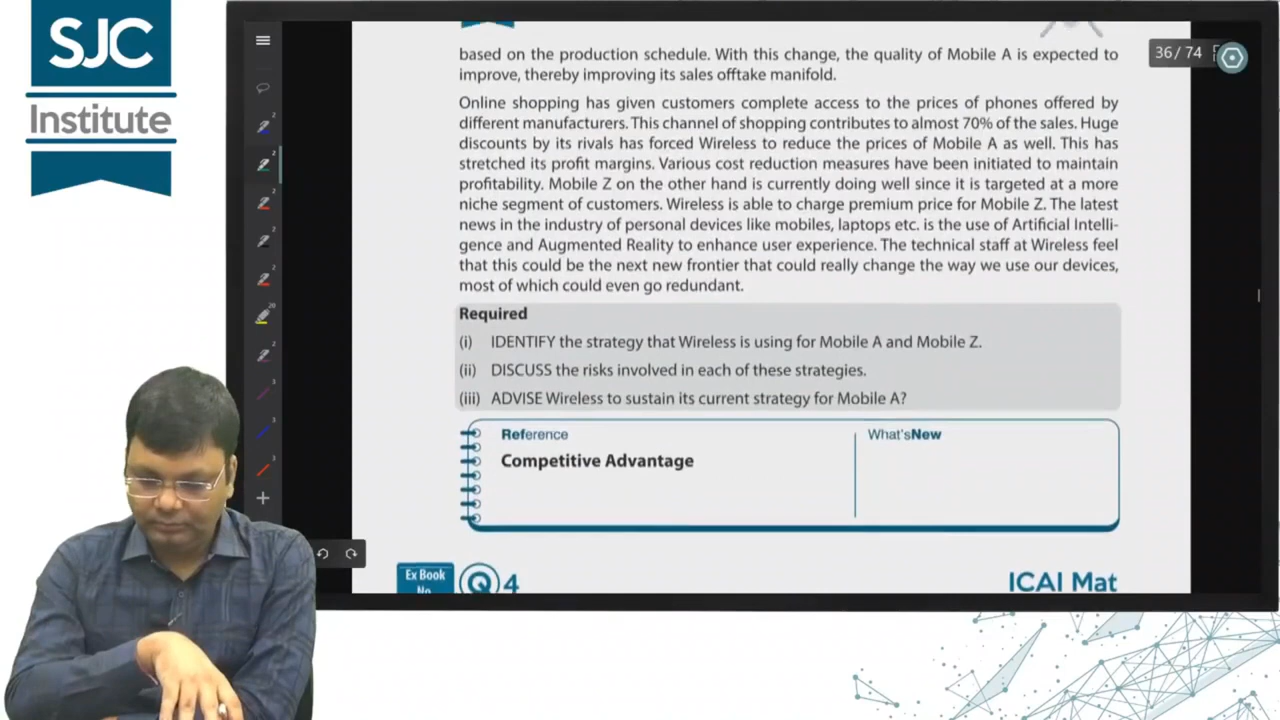 SJC
Institute
36 / 74
based on the production schedule. With this change, the quality of Mobile A is expected to
improve, thereby improving its sales offtake manifold.
Online shopping has given customers complete access to the prices of phones offered by
different manufacturers. This channel of shopping contributes to almost 70% of the sales. Huge
discounts by its rivals has forced Wireless to reduce the prices of Mobile A as well. This has
stretched its profit margins. Various cost reduction measures have been initiated to maintain
profitability. Mobile Z on the other hand is currently doing well since it is targeted at a more
niche segment of customers. Wireless is able to charge premium price for Mobile Z. The latest
news in the industry of personal devices like mobiles, laptops etc. is the use of Artificial Intelli-
gence and Augmented Reality to enhance user experience. The technical staff at Wireless feel
that this could be the next new frontier that could really change the way we use our devices,
most of which could even go redundant.
Required
(i) IDENTIFY the strategy that Wireless is using for Mobile A and Mobile Z.
(ii) DISCUSS the risks involved in each of these strategies.
(iii) ADVISE Wireless to sustain its current strategy for Mobile A?
Reference
What'sNew
Competitive Advantage
Ex Book
No
Q 4
ICAI Mat